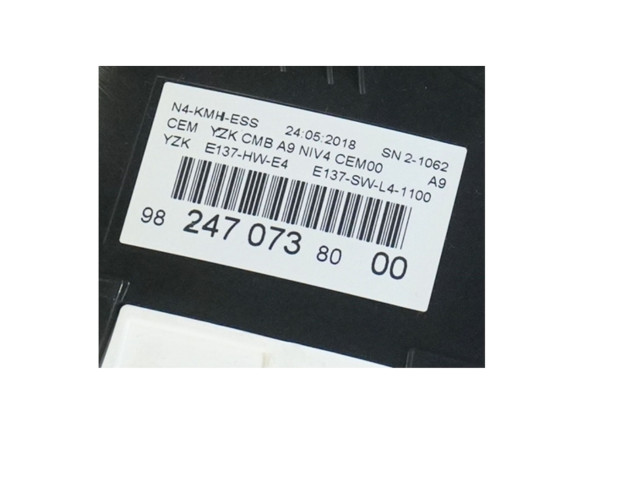 N4-KMH-ESS 24:05:2018 SN 2-1062
CEM YZK CMB A9 NIV4 CEM00 A9
YZK E137-HW-E4 E137-SW-L4-1100
98 247 073 80 00